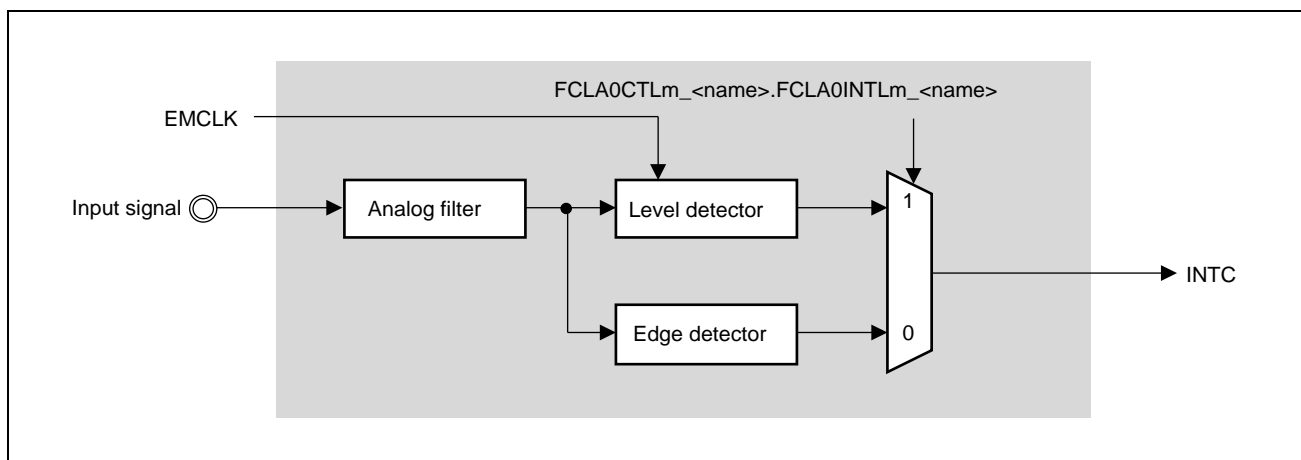 FCLA0CTLm_<name>.FCLA0INTLm_<name>
EMCLK
Input signal
Analog filter
Level detector
1
INTC
Edge detector
0